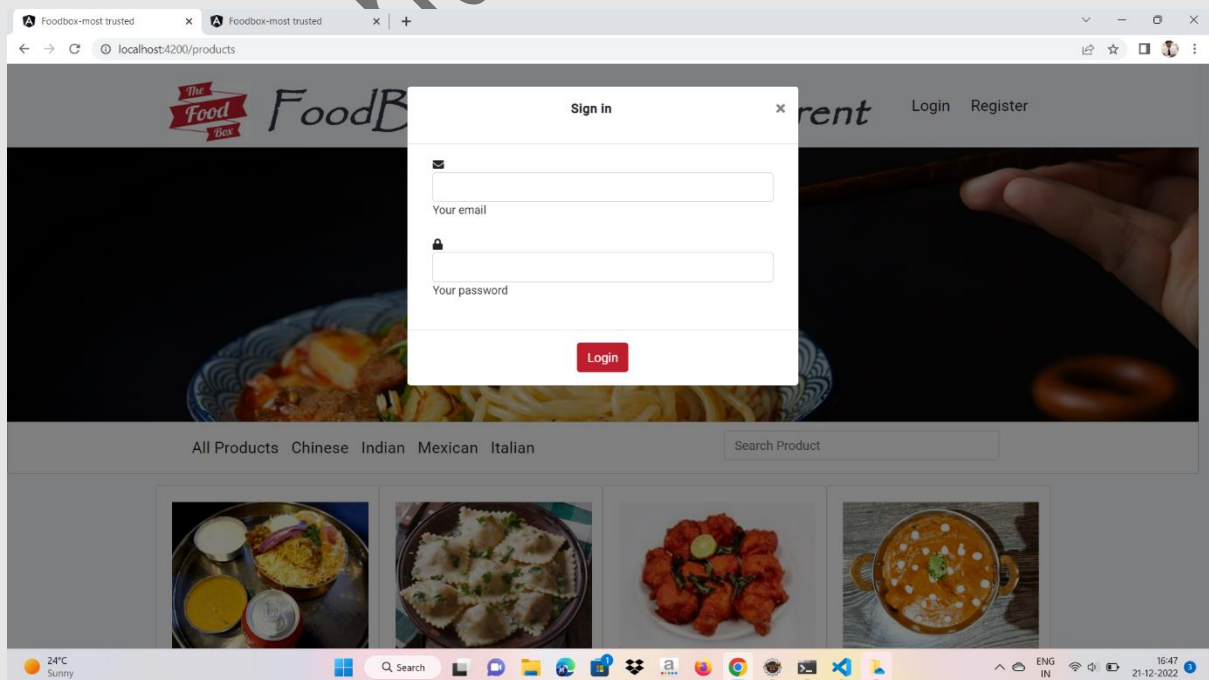 Foodbox-most trusted
Foodbox-most trusted
localhost:4200/products
The
Food
Box
FoodB
rent
Login Register
Sign in
Your email
Your password
Login
All Products Chinese Indian Mexican Italian
Search Product
24°C
Sunny
Search
ENG
IN
16:47
21-12-2022